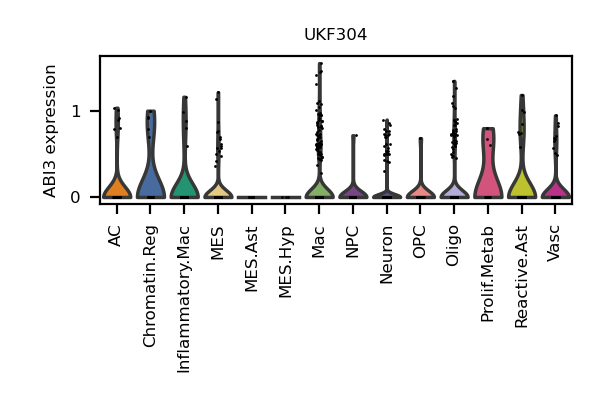 UKF304
ABI3 expression
1
0
AC
Chromatin.Reg
Inflammatory.Mac
MES
MES.Ast
MES.Hyp
Mac
NPC
Neuron
OPC
Oligo
Prolif.Metab
Reactive.Ast
Vasc